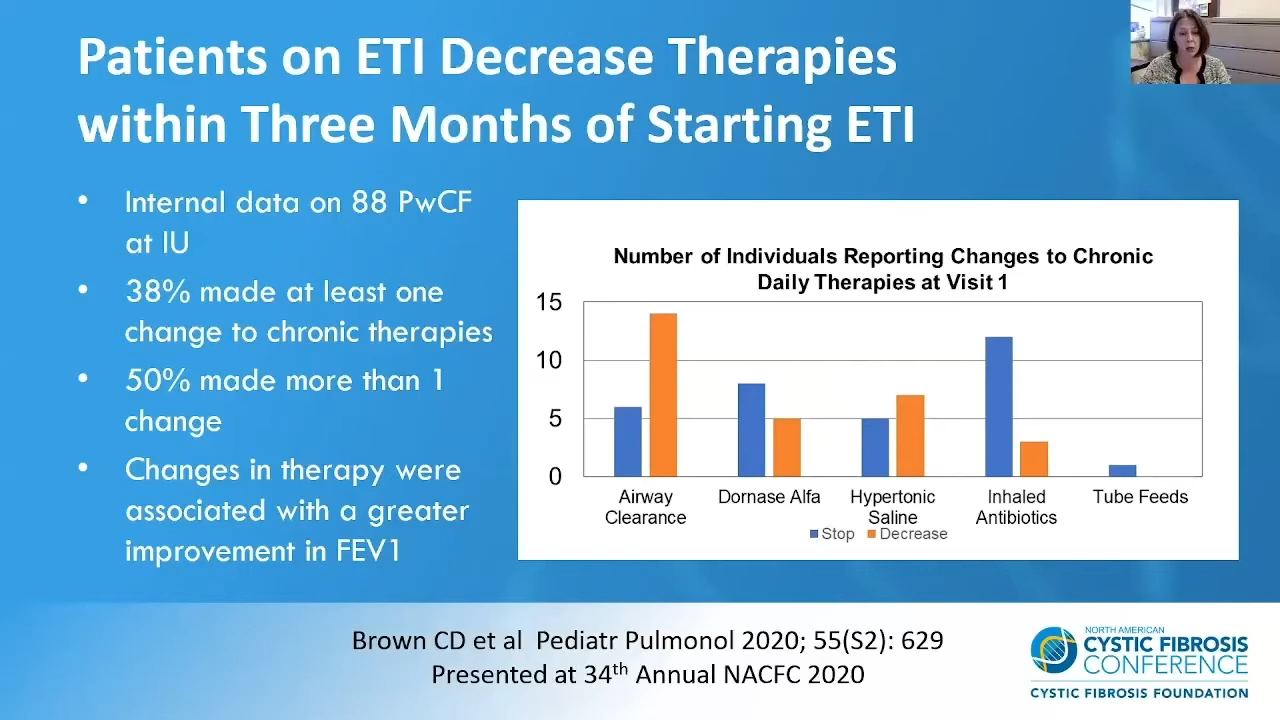 Patients on ETI Decrease Therapies
within Three Months of Starting ETI
• Internal data on 88 PwCF
at IU
• 38% made at least one
change to chronic therapies
• 50% made more than 1
change
• Changes in therapy were
associated with a greater
improvement in FEV1
Number of Individuals Reporting Changes to Chronic
Daily Therapies at Visit 1
15
10
5
0
Airway
Clearance
Dornase Alfa
Hypertonic
Saline
Inhaled
Antibiotics
Tube Feeds
Stop Decrease
Brown CD et al Pediatr Pulmonol 2020; 55(S2): 629
Presented at 34th Annual NACFC 2020
NORTH AMERICAN
CYSTIC FIBROSIS
CONFERENCE
CYSTIC FIBROSIS FOUNDATION